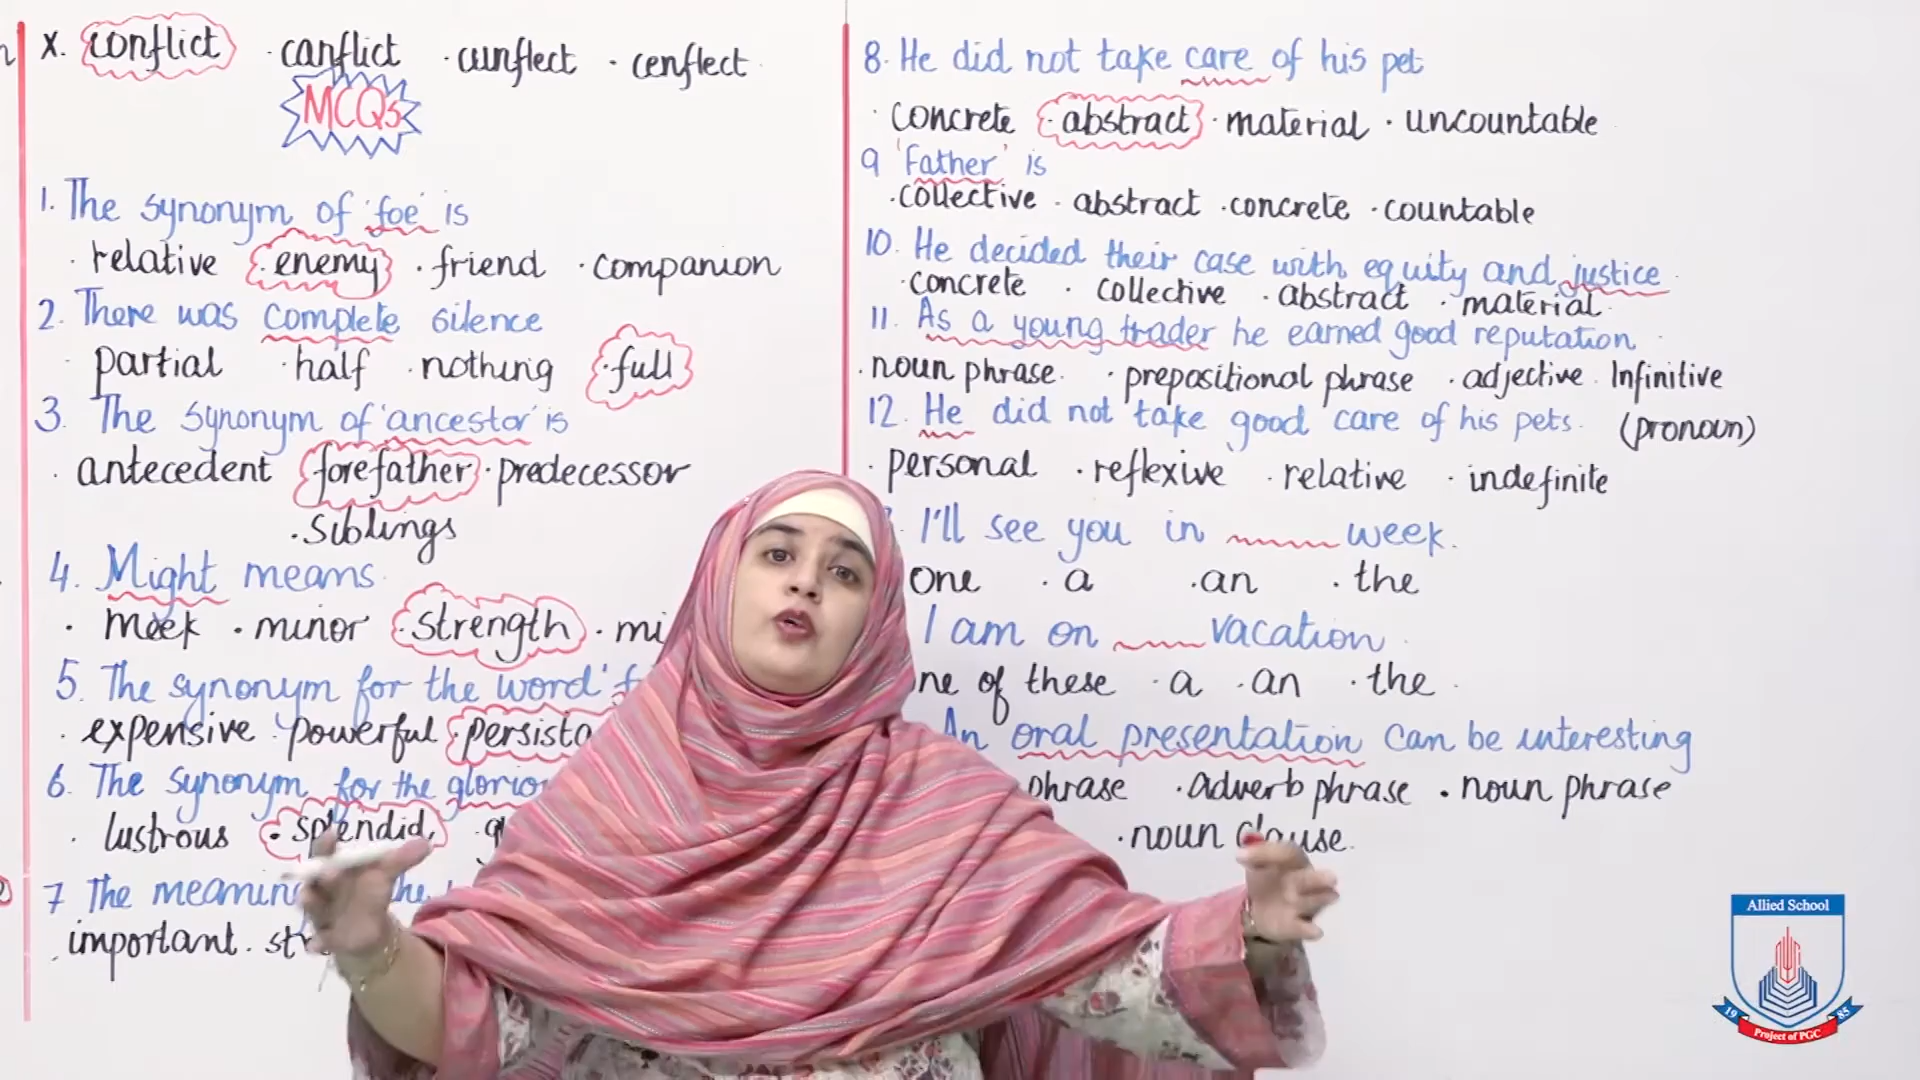 x. conflict · canflict · cunflect · cenflect
MCQs
1. The synonym of 'foe' is
· relative · enemy · friend · companion
2. There was complete silence
· partial · half · nothing · full
3. The synonym of 'ancestor' is
· antecedent · forefather · predecessor
· siblings
4. Might means
· meek · minor · strength ·
5. The synonym for the word
· expensive · powerful ·
6. The synonym for the
· lustrous · splendid
7 The
important ·
8. He did not take care of his pet
· concrete · abstract · material · uncountable
9 'Father' is
· collective · abstract · concrete · countable
10. He decided their case with equity and justice
· concrete · collective · abstract · material
11. As a young trader he earned good reputation
· noun phrase · prepositional phrase · adjective Infinitive
12. He did not take good care of his pets. (pronoun)
· personal · reflexive · relative · indefinite
I'll see you in ____ week.
one · a · an · the
I am on ____ vacation
of these · a · an · the
An oral presentation can be interesting
phrase · adverb phrase · noun phrase
· noun clause
Allied School
19 85
Project of PGC